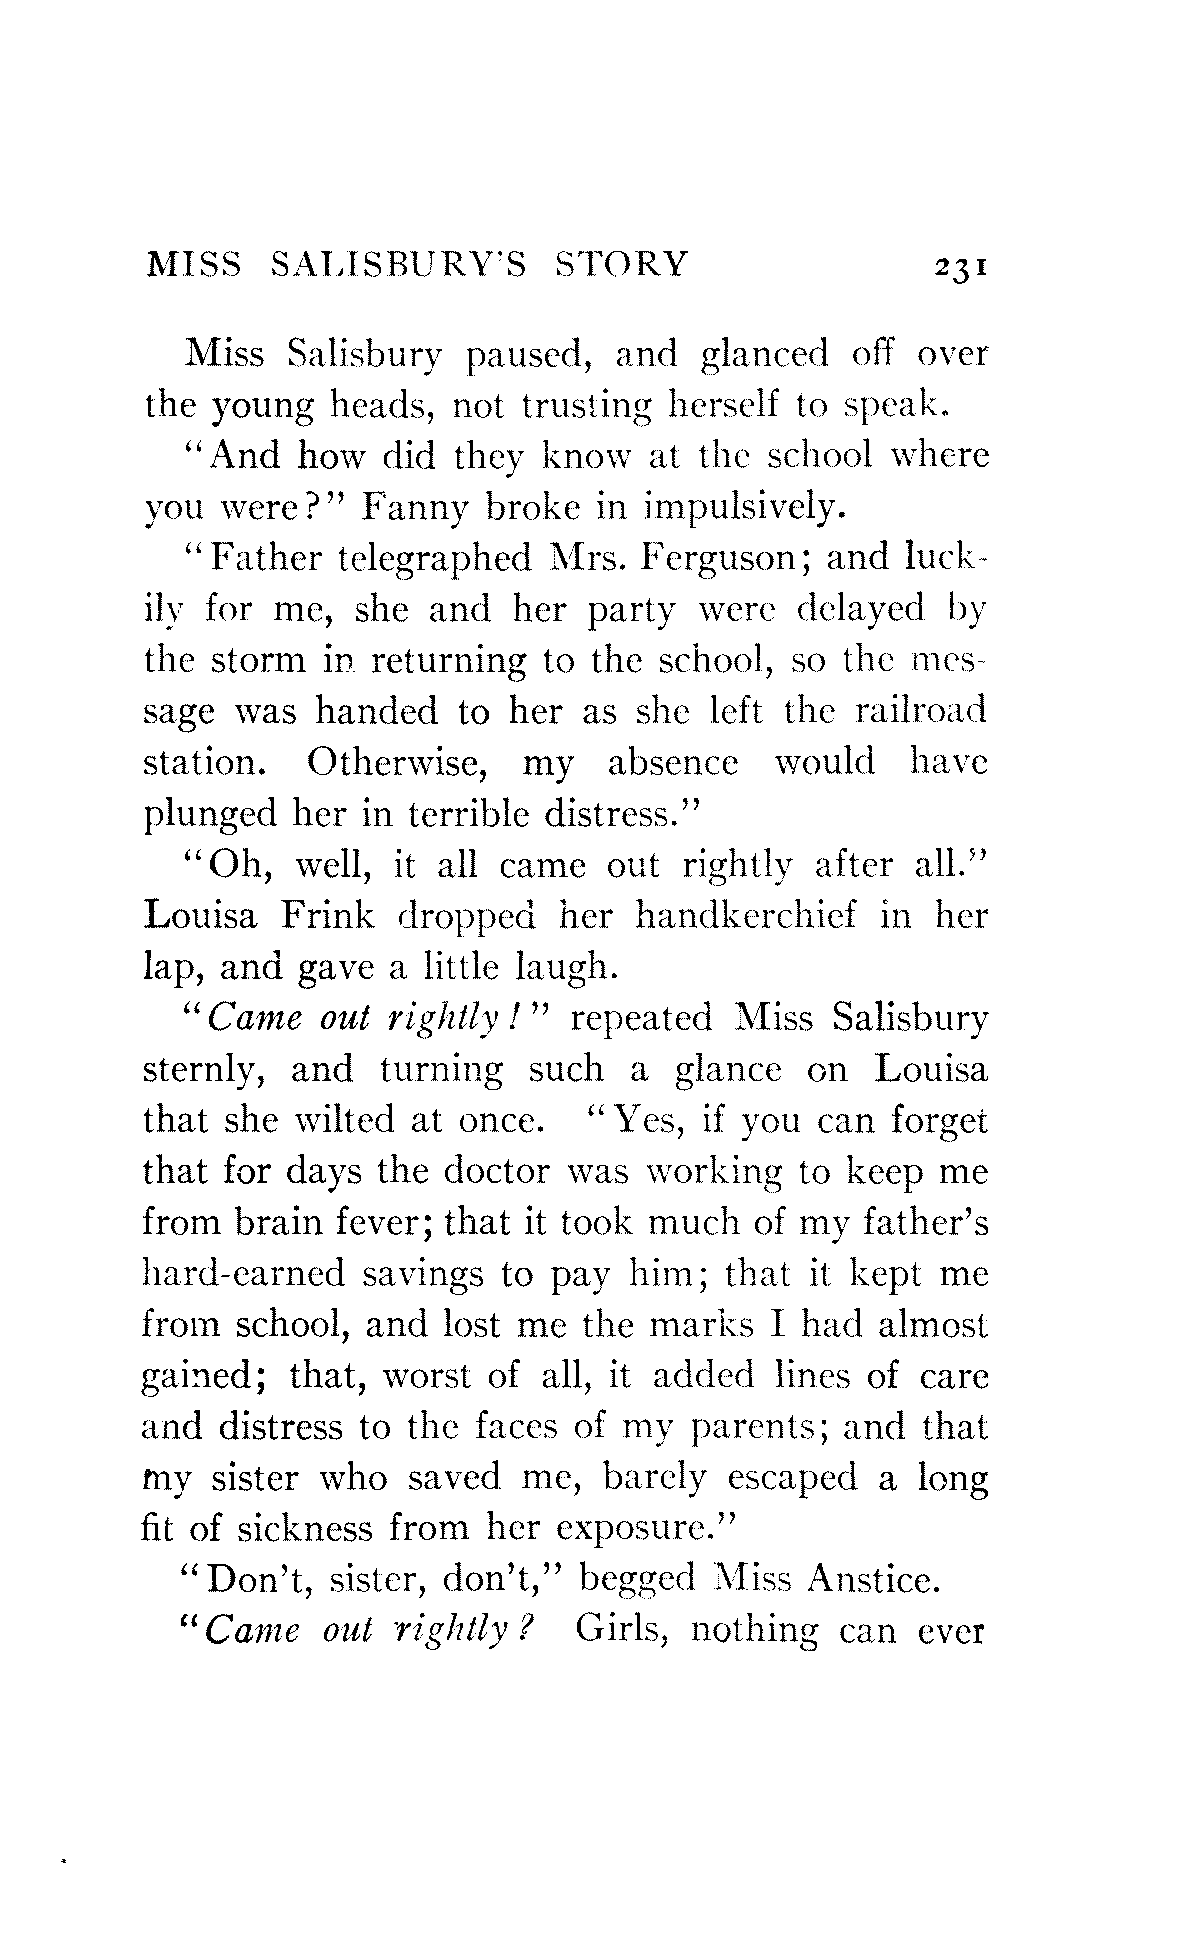 MISS SALISBURY'S STORY 231
Miss Salisbury paused, and glanced off over
the young heads, not trusting herself to speak.
"And how did they know at the school where
you were?" Fanny broke in impulsively.
"Father telegraphed Mrs. Ferguson; and luck-
ily for me, she and her party were delayed by
the storm in returning to the school, so the mes-
sage was handed to her as she left the railroad
station. Otherwise, my absence would have
plunged her in terrible distress."
"Oh, well, it all came out rightly after all."
Louisa Frink dropped her handkerchief in her
lap, and gave a little laugh.
"Came out rightly!" repeated Miss Salisbury
sternly, and turning such a glance on Louisa
that she wilted at once. "Yes, if you can forget
that for days the doctor was working to keep me
from brain fever; that it took much of my father's
hard-earned savings to pay him; that it kept me
from school, and lost me the marks I had almost
gained; that, worst of all, it added lines of care
and distress to the faces of my parents; and that
my sister who saved me, barely escaped a long
fit of sickness from her exposure."
"Don't, sister, don't," begged Miss Anstice.
"Came out rightly? Girls, nothing can ever